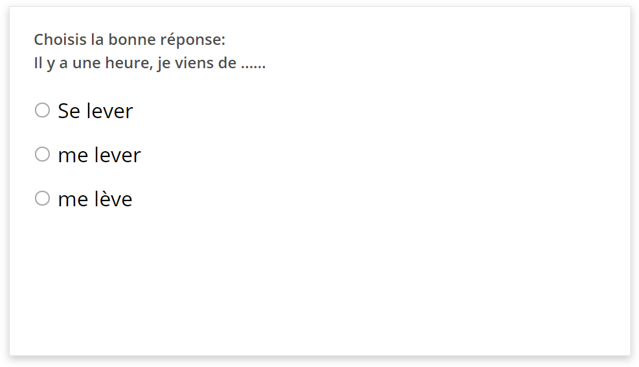 Choisis la bonne réponse:
Il y a une heure, je viens de ......
Se lever
me lever
me lève